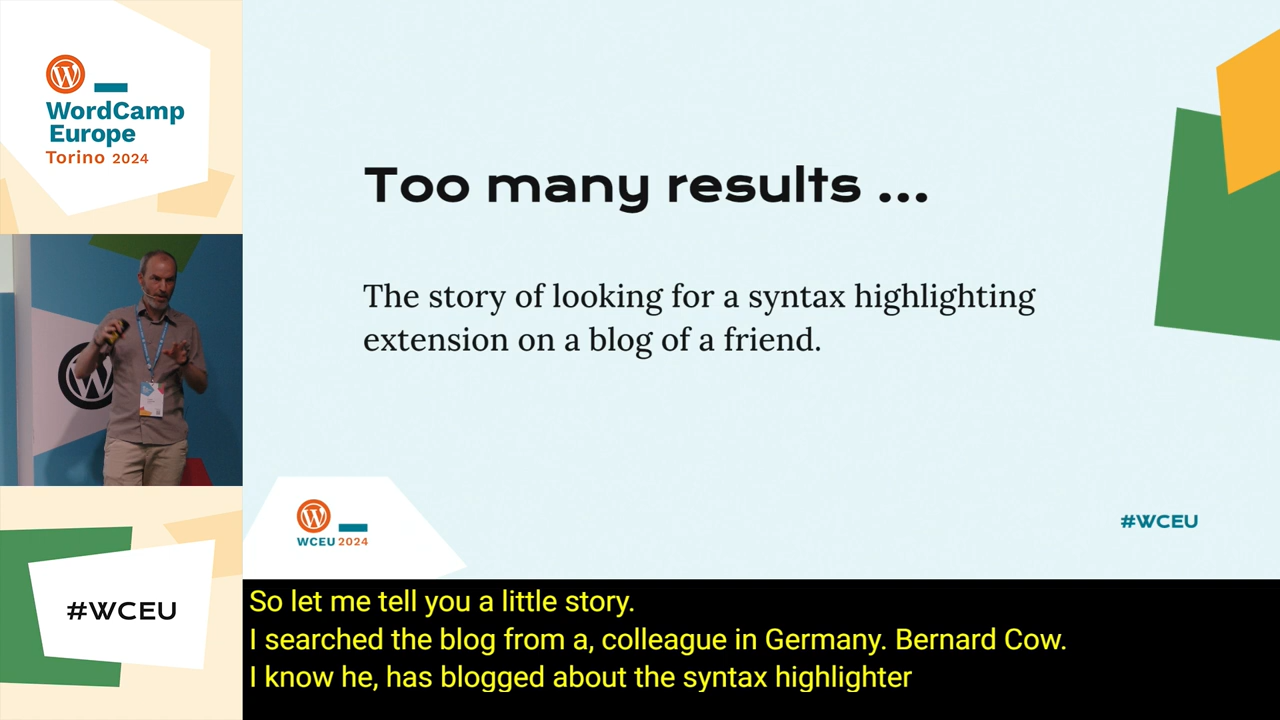 WordCamp
Europe
Torino 2024
Too many results ...
The story of looking for a syntax highlighting
extension on a blog of a friend.
WCEU 2024
#WCEU
#WCEU
So let me tell you a little story.
I searched the blog from a, colleague in Germany. Bernard Cow.
I know he, has blogged about the syntax highlighter